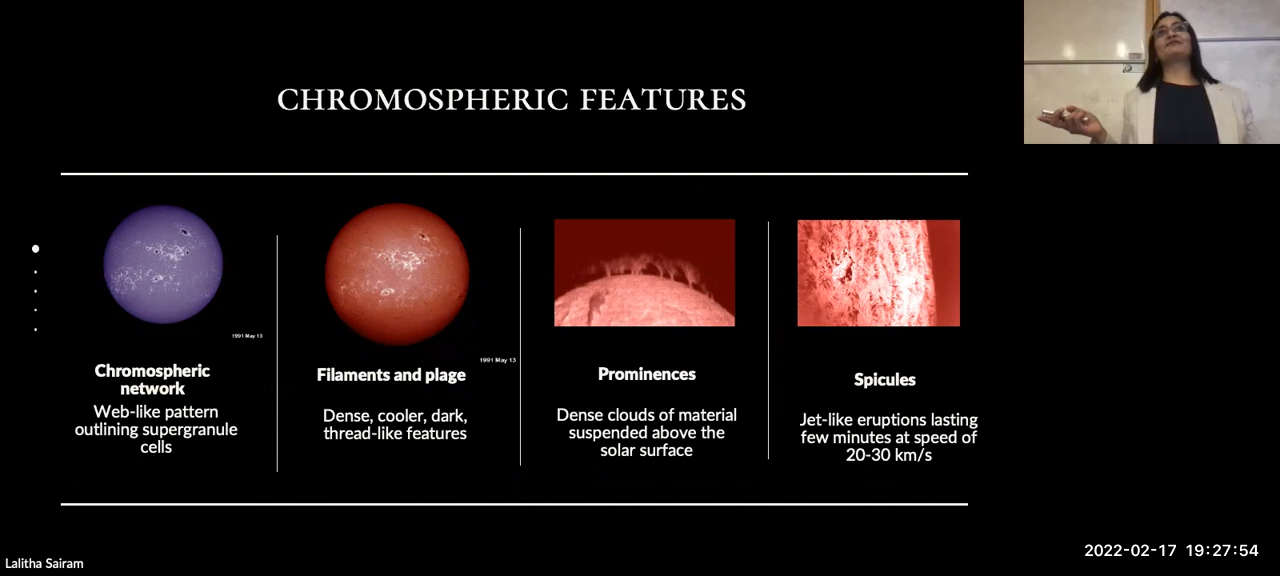 CHROMOSPHERIC FEATURES
1991 May 13
Chromospheric
network
Web-like pattern
outlining supergranule
cells
1991 May 13
Filaments and plage
Dense, cooler, dark,
thread-like features
Prominences
Dense clouds of material
suspended above the
solar surface
Spicules
Jet-like eruptions lasting
few minutes at speed of
20-30 km/s
Lalitha Sairam
2022-02-17 19:27:54